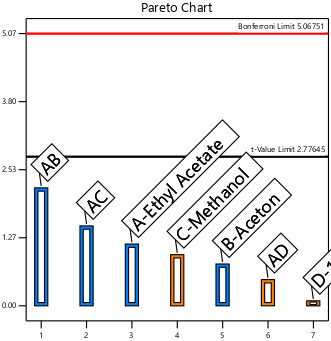 Pareto Chart
5.07
Bonferroni Limit 5.06751
3.80
t-Value Limit 2.77645
2.53
AB
AC
A-Ethyl Acetate
C-Methanol
B-Aceton
AD
1.27
0.00
1 2 3 4 5 6 7